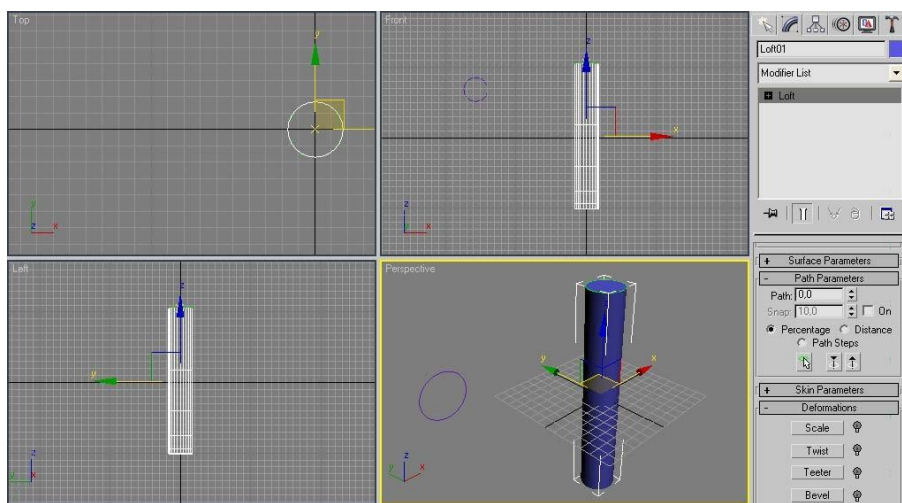 Top
Front
y
z
x
z
x
Left
Perspective
z
y
z
x
y
x
z
y
x
Loft01
Modifier List
Loft
Surface Parameters
Path Parameters
Path: 0,0
Snap: 10,0 On
Percentage Distance
Path Steps
Skin Parameters
Deformations
Scale
Twist
Teeter
Bevel